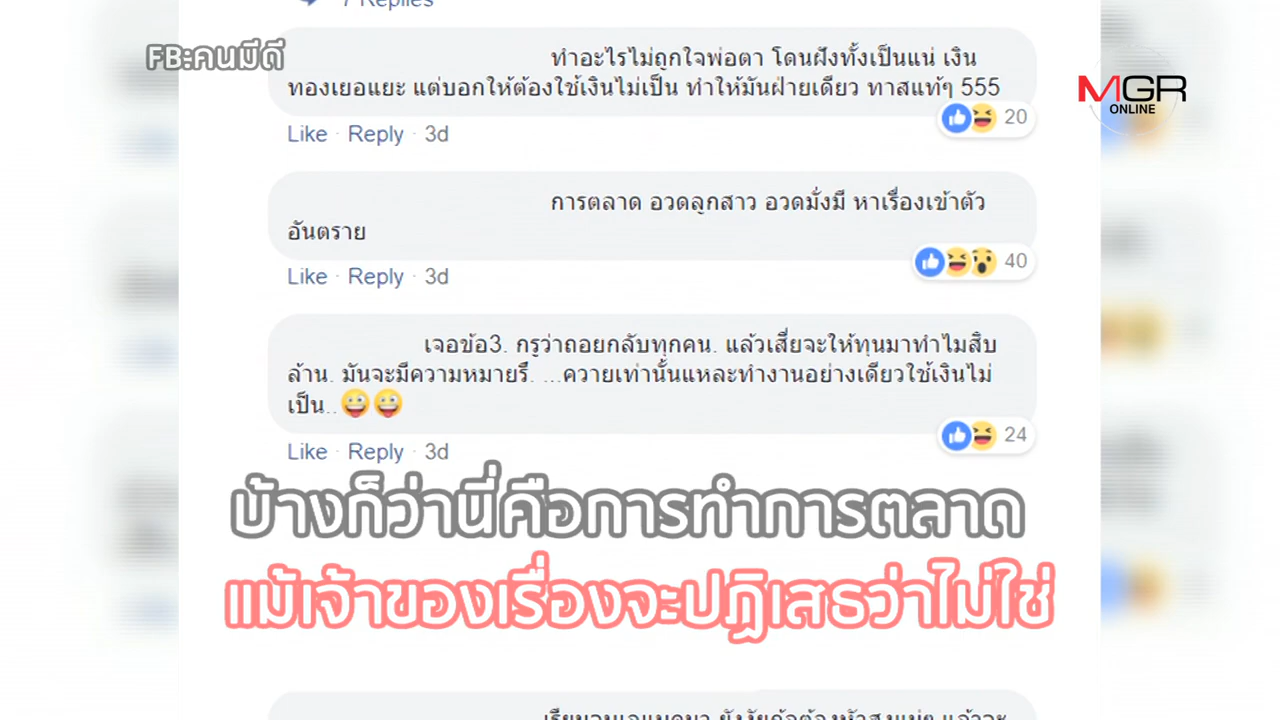 7 Replies
FB:คนมีดี
ทำอะไรไม่ถูกใจพ่อตา โดนฝังทั้งเป็นแน่ เงิน
ทองเยอแยะ แต่บอกให้ต้องใช้เงินไม่เป็น ทำให้มันฝ่ายเดียว ทาสแท้ๆ 555
MGR
ONLINE
20
Like · Reply · 3d
การตลาด อวดลูกสาว อวดมั่งมี หาเรื่องเข้าตัว
อันตราย
40
Like · Reply · 3d
เจอข้อ3. กรูว่าถอยกลับทุกคน. แล้วเสี่ยจะให้ทุนมาทำไมสิบ
ล้าน. มันจะมีความหมายรึ. ...ควายเท่านั้นแหละทำงานอย่างเดียวใช้เงินไม่
เป็น..
24
Like · Reply · 3d
บ้างก็ว่านี่คือการทำการตลาด
แม้เจ้าของเรื่องจะปฏิเสธว่าไม่ใช่